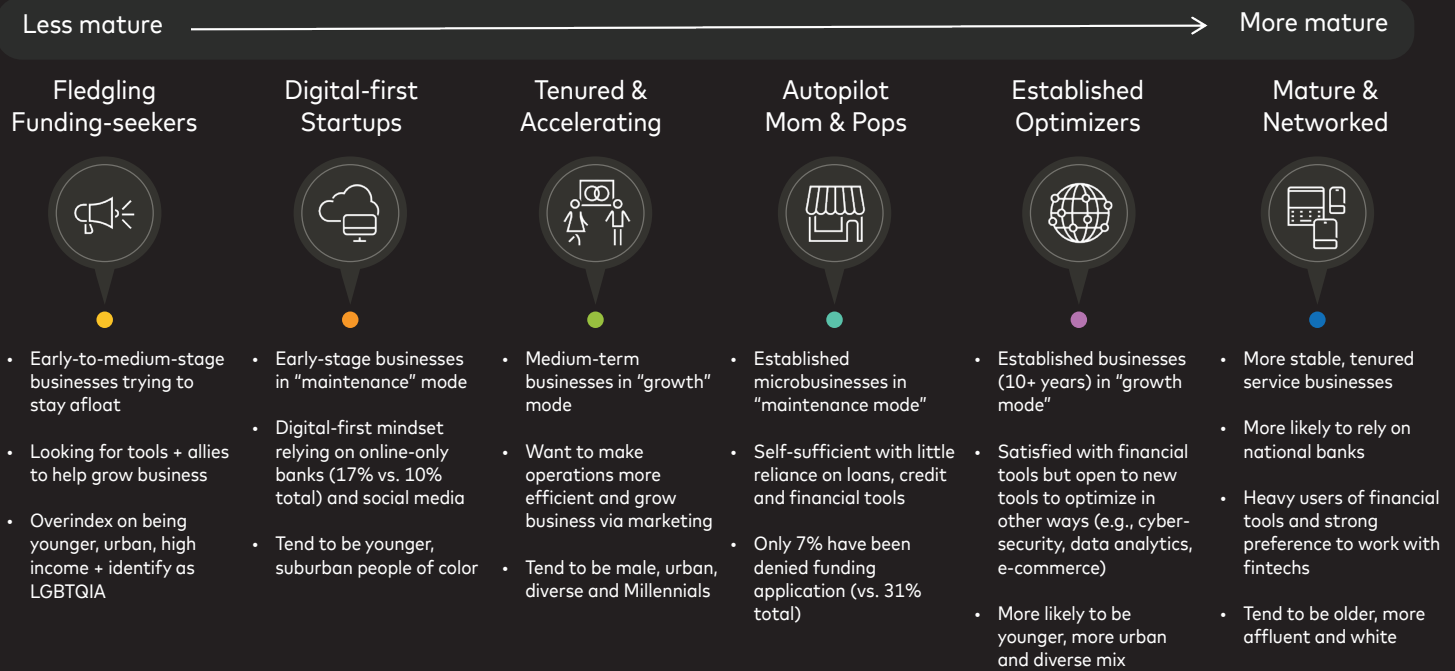 Less mature
More mature
Fledgling
Funding-seekers
Digital-first
Startups
Tenured &
Accelerating
Autopilot
Mom & Pops
Established
Optimizers
Mature &
Networked
• Early-to-medium-stage
businesses trying to
stay afloat
• Looking for tools + allies
to help grow business
• Overindex on being
younger, urban, high
income + identify as
LGBTQIA
• Early-stage businesses
in “maintenance” mode
• Digital-first mindset
relying on online-only
banks (17% vs. 10%
total) and social media
• Tend to be younger,
suburban people of color
• Medium-term
businesses in “growth”
mode
• Want to make
operations more
efficient and grow
business via marketing
• Tend to be male, urban,
diverse and Millennials
• Established
microbusinesses in
“maintenance mode”
• Self-sufficient with little
reliance on loans, credit
and financial tools
• Only 7% have been
denied funding
application (vs. 31%
total)
• Established businesses
(10+ years) in “growth
mode”
• Satisfied with financial
tools but open to new
tools to optimize in
other ways (e.g., cyber-
security, data analytics,
e-commerce)
• More likely to be
younger, more urban
and diverse mix
• More stable, tenured
service businesses
• More likely to rely on
national banks
• Heavy users of financial
tools and strong
preference to work with
fintechs
• Tend to be older, more
affluent and white